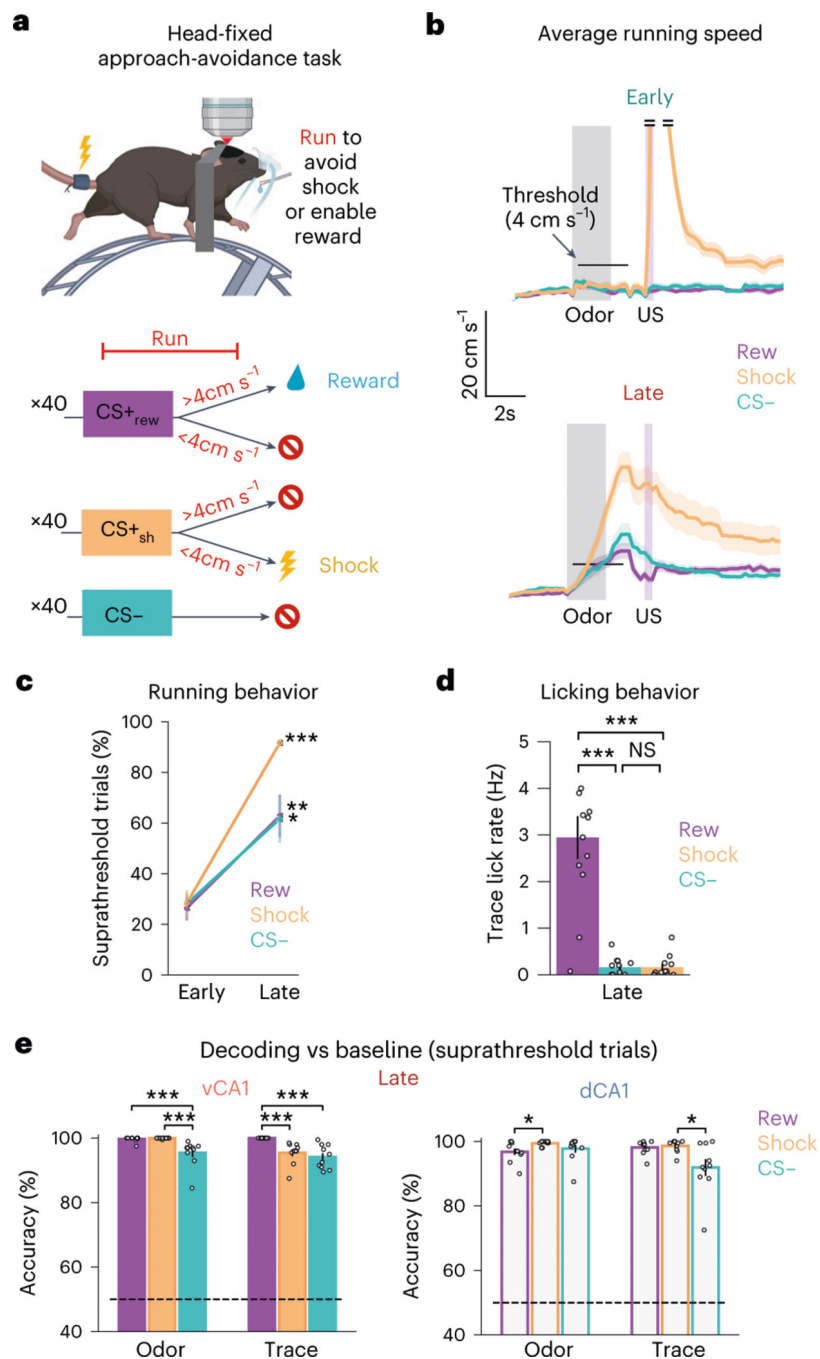 a
Head-fixed
approach-avoidance task
Run to
avoid
shock
or enable
reward
Run
×40
CS+rew
>4cm s⁻¹
<4cm s⁻¹
Reward
×40
CS+sh
>4cm s⁻¹
<4cm s⁻¹
Shock
×40
CS−
b
Average running speed
Early
Threshold
(4 cm s⁻¹)
Odor
US
20 cm s⁻¹
2s
Rew
Shock
CS−
Late
Odor
US
c
Running behavior
Suprathreshold trials (%)
100
80
60
40
20
0
***
**
*
Rew
Shock
CS−
Early
Late
d
Licking behavior
Trace lick rate (Hz)
5
4
3
2
1
0
***
***
NS
Rew
Shock
CS−
Late
e
Decoding vs baseline (suprathreshold trials)
vCA1
Late
dCA1
Accuracy (%)
100
80
60
40
***
***
***
***
Odor
Trace
Accuracy (%)
100
80
60
40
*
*
Odor
Trace
Rew
Shock
CS−